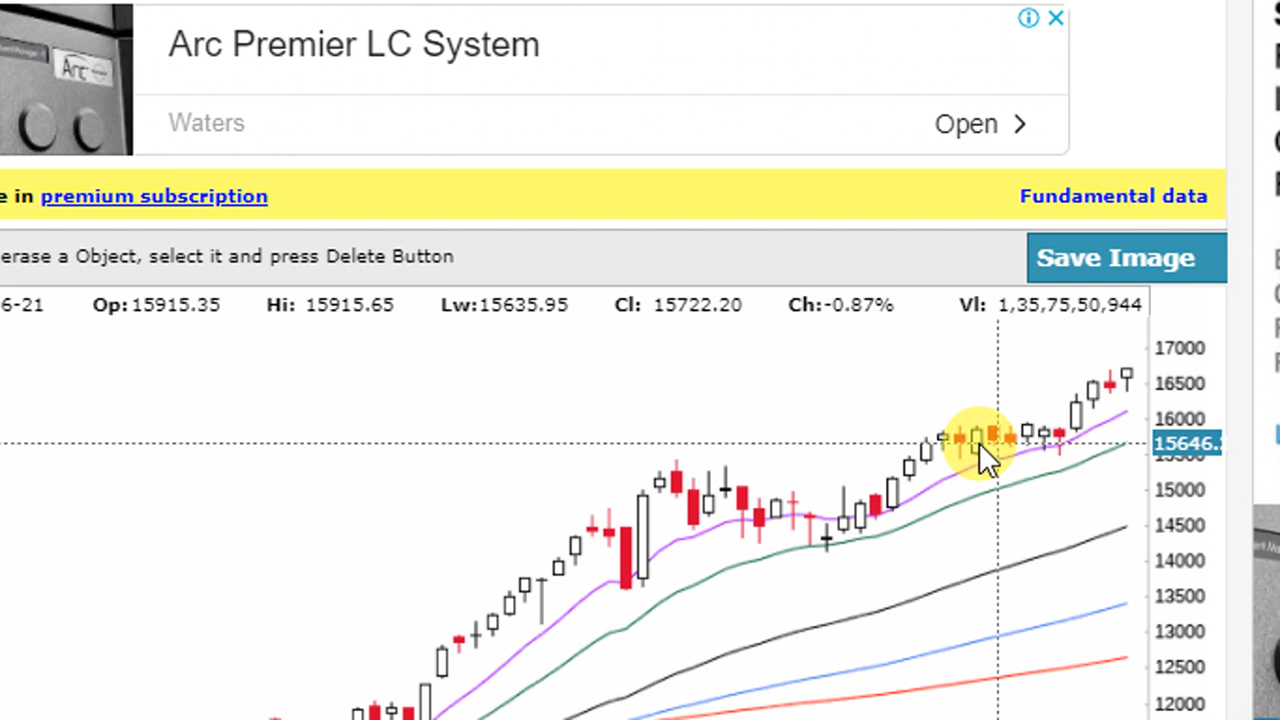 Arc Premier LC System
Arc
Waters
Open
e in premium subscription
Fundamental data
erase a Object, select it and press Delete Button
Save Image
6-21 Op: 15915.35 Hi: 15915.65 Lw:15635.95 Cl: 15722.20 Ch:-0.87% Vl: 1,35,75,50,944
17000
16500
16000
15646.
15000
14500
14000
13500
13000
12500
12000